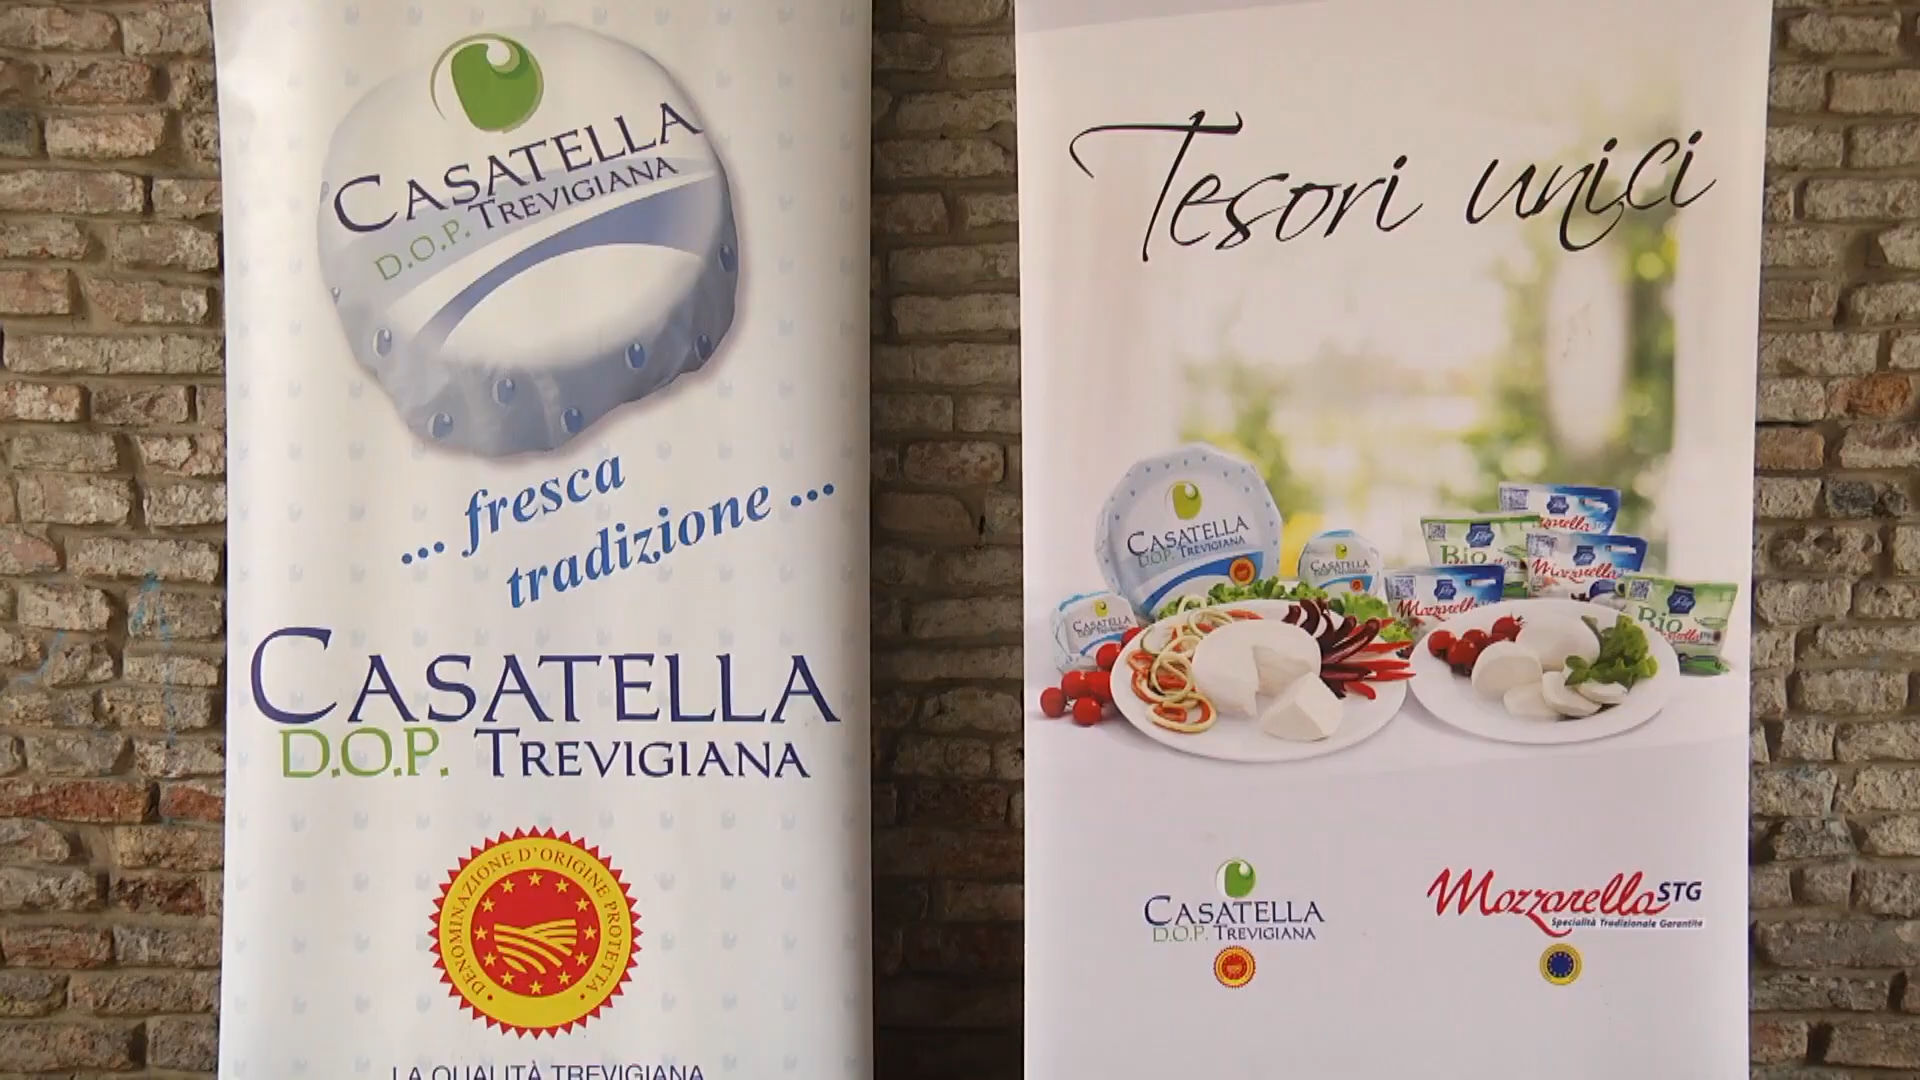 CASATELLA
D.O.P. TREVIGIANA
... fresca
tradizione ...
CASATELLA
D.O.P. TREVIGIANA
DENOMINAZIONE D'ORIGINE PROTETTA
LA QUALITÀ TREVIGIANA
Tesori unici
CASATELLA
D.O.P. TREVIGIANA
CASATELLA
D.O.P. TREVIGIANA
CASATELLA
D.O.P. TREVIGIANA
Bio
Mozzarella
Mozzarella
Bio
CASATELLA
D.O.P. TREVIGIANA
Mozzarella STG
Specialità Tradizionale Garantita